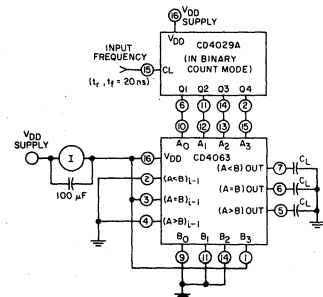 16 VDD
SUPPLY
VDD
CD4029A
(IN BINARY
COUNT MODE)
INPUT
FREQUENCY
15 CL
(tr, tf = 20ns)
Q1 Q2 Q3 Q4
6 11 14 2
10 12 13 15
A0 A1 A2 A3
VDD
SUPPLY
I
100 µF
16 VDD
CD4063
2 (A<B)i-1
3 (A=B)i-1
4 (A>B)i-1
(A<B) OUT 7 CL
(A=B) OUT 6 CL
(A>B) OUT 5 CL
B0 B1 B2 B3
9 11 14 1